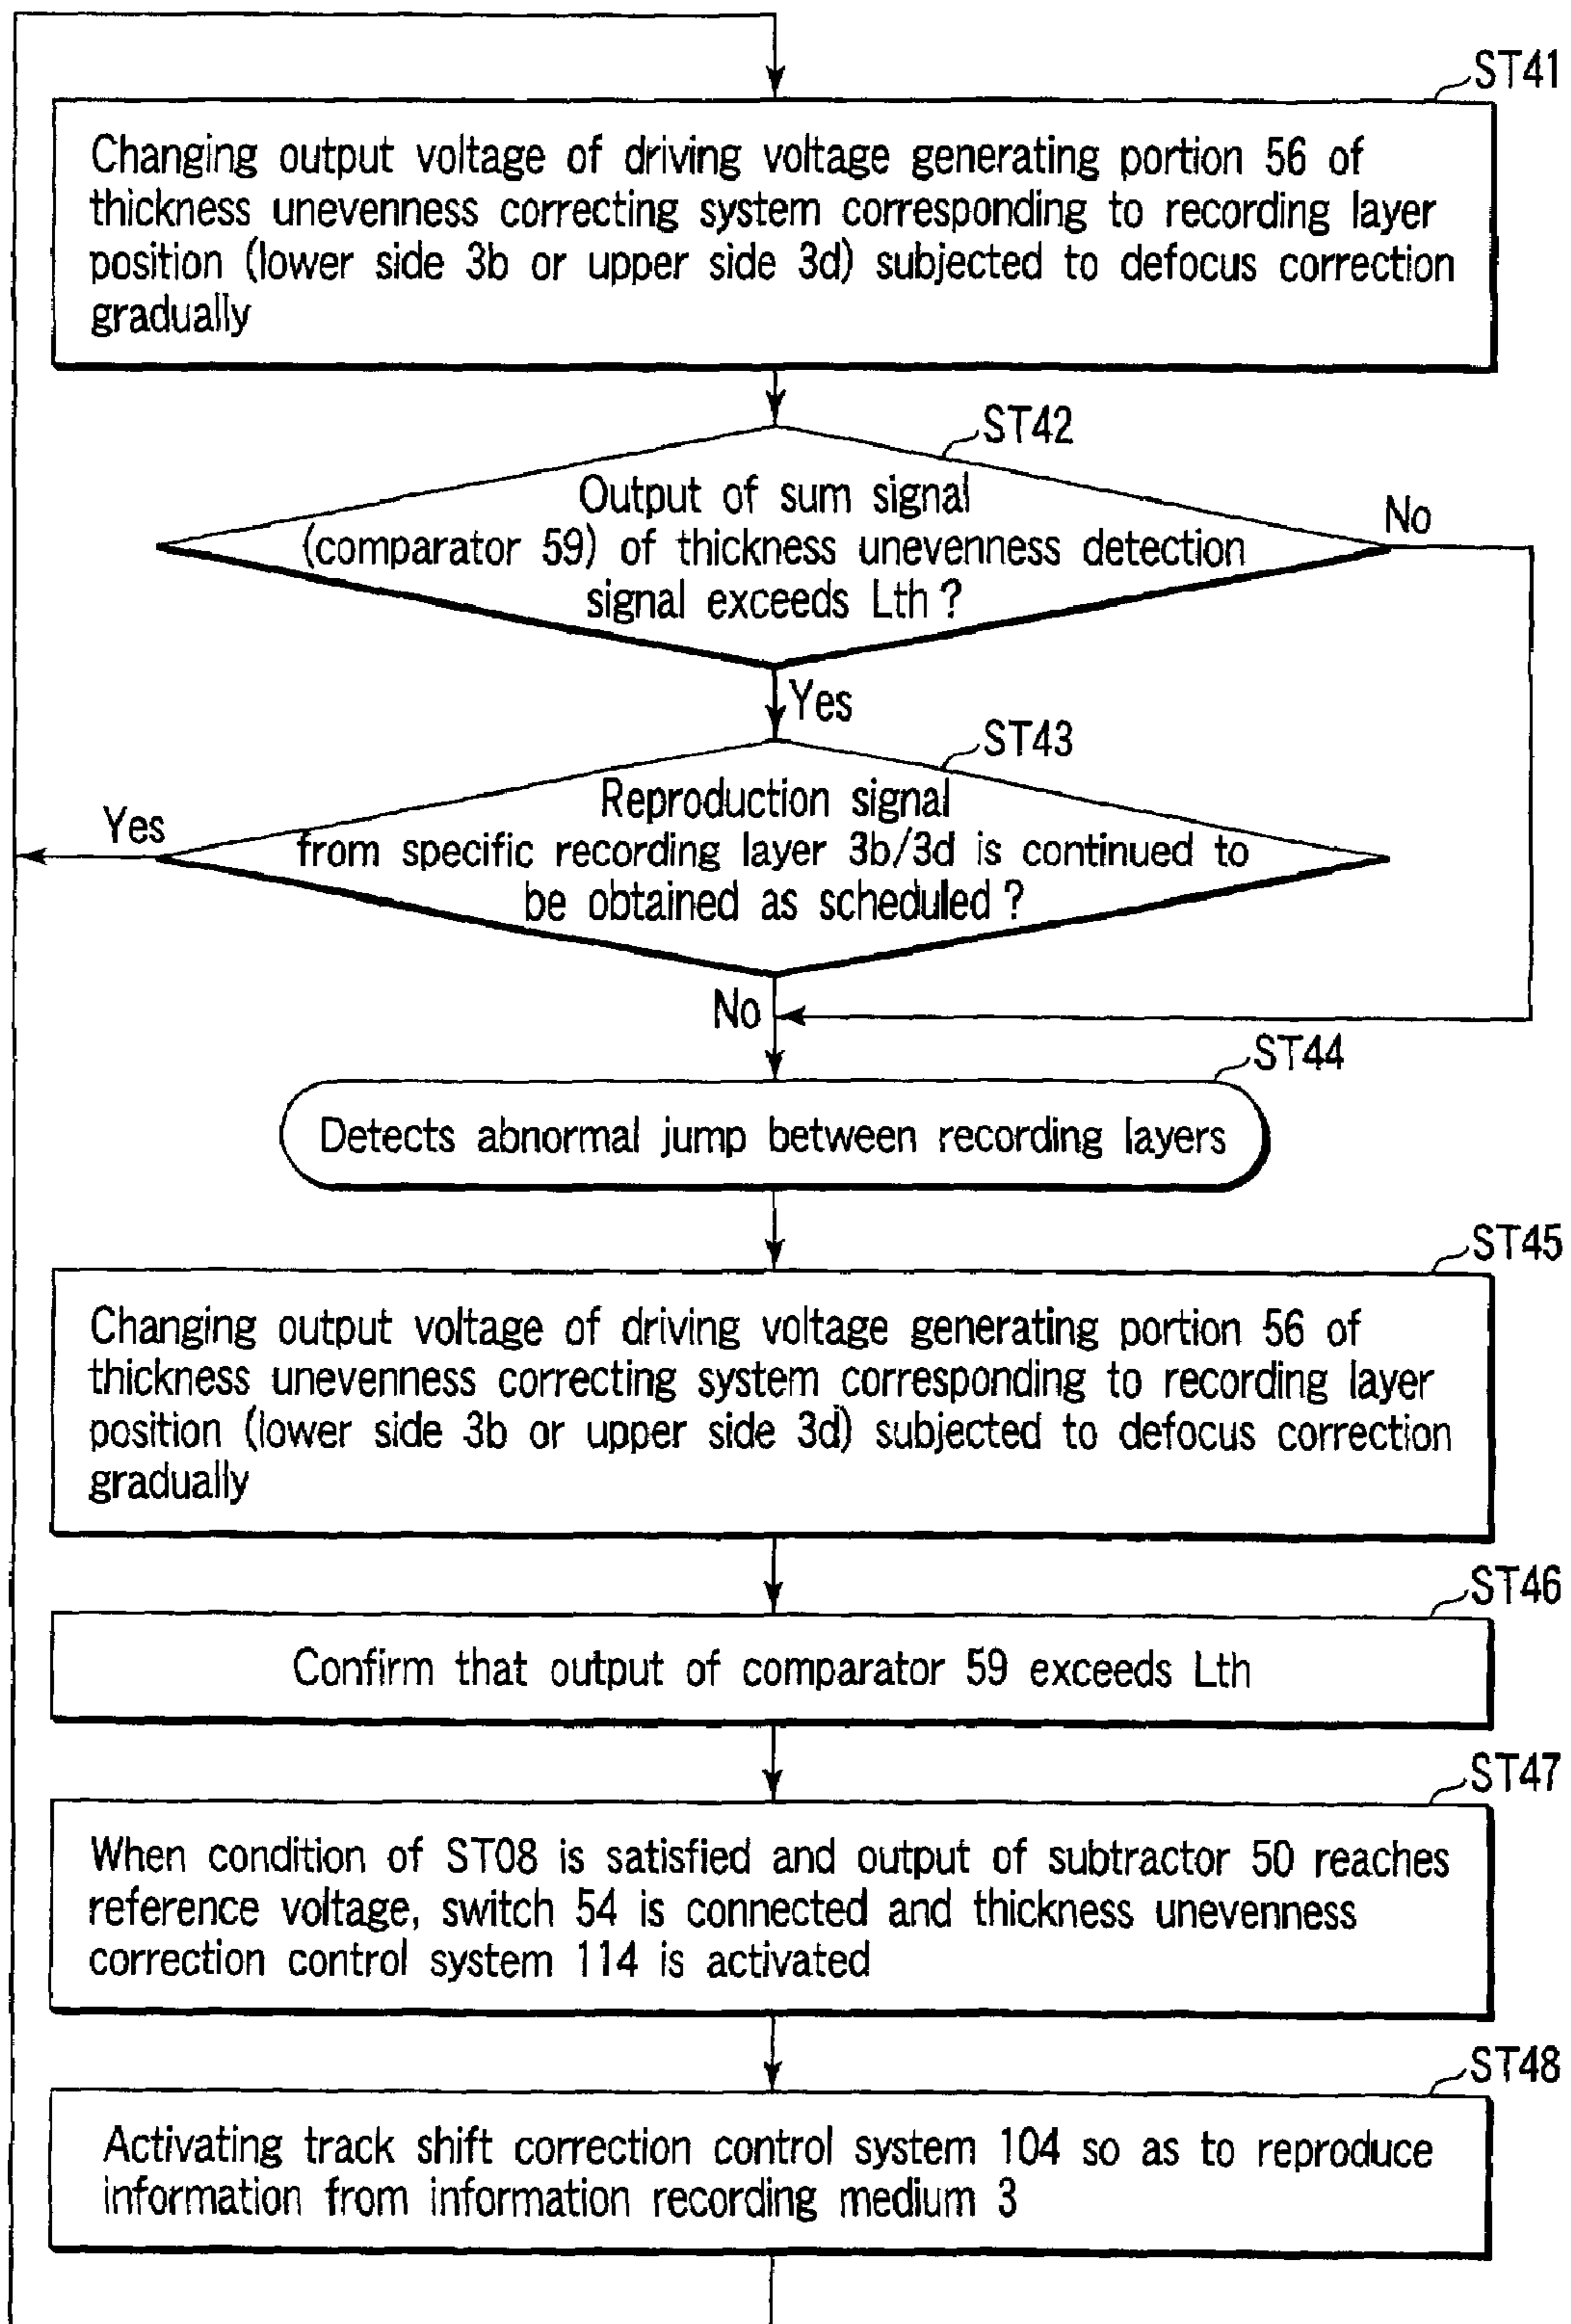 ST41
Changing output voltage of driving voltage generating portion 56 of
thickness unevenness correcting system corresponding to recording layer
position (lower side 3b or upper side 3d) subjected to defocus correction
gradually
ST42
Output of sum signal
(comparator 59) of thickness unevenness detection
signal exceeds Lth ?
No
Yes
ST43
Reproduction signal
from specific recording layer 3b/3d is continued to
be obtained as scheduled ?
Yes
No
ST44
Detects abnormal jump between recording layers
ST45
Changing output voltage of driving voltage generating portion 56 of
thickness unevenness correcting system corresponding to recording layer
position (lower side 3b or upper side 3d) subjected to defocus correction
gradually
ST46
Confirm that output of comparator 59 exceeds Lth
ST47
When condition of ST08 is satisfied and output of subtractor 50 reaches
reference voltage, switch 54 is connected and thickness unevenness
correction control system 114 is activated
ST48
Activating track shift correction control system 104 so as to reproduce
information from information recording medium 3